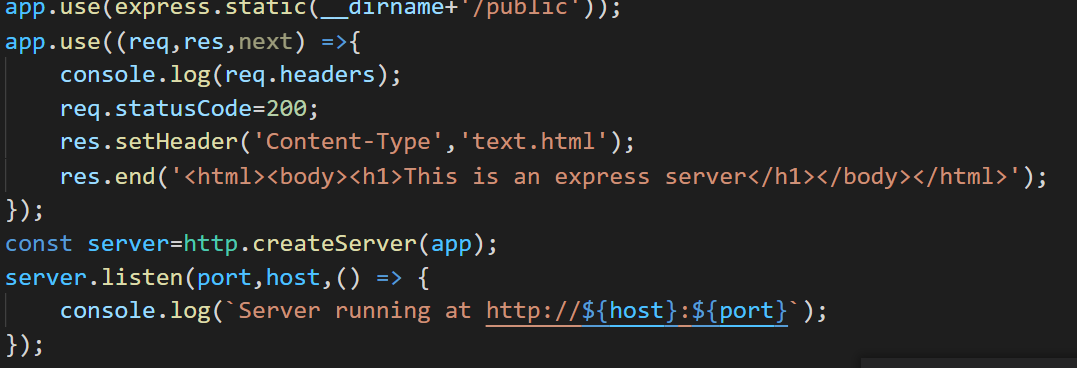 app.use(express.static(__dirname+'/public'));
app.use((req,res,next) =>{
console.log(req.headers);
req.statusCode=200;
res.setHeader('Content-Type','text.html');
res.end('<html><body><h1>This is an express server</h1></body></html>');
});
const server=http.createServer(app);
server.listen(port,host,() => {
console.log(`Server running at http://${host}:${port}`);
});